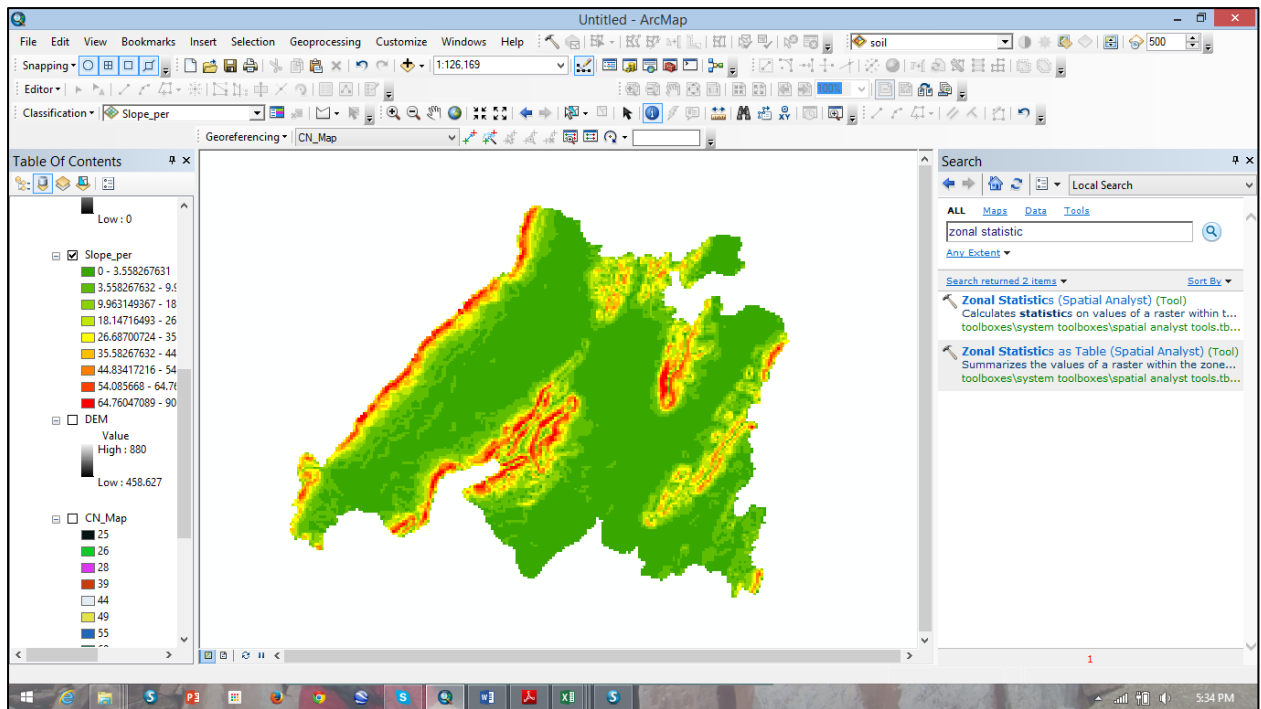 Untitled - ArcMap
File Edit View Bookmarks Insert Selection Geoprocessing Customize Windows Help
soil
500
Snapping
1:126,169
Editor
100%
Classification
Slope_per
Georeferencing
CN_Map
Table Of Contents
Low : 0
Slope_per
0 - 3.558267631
3.558267632 - 9.9
9.963149367 - 18
18.14716493 - 26
26.68700724 - 35
35.58267632 - 44
44.83417216 - 54
54.085668 - 64.76
64.76047089 - 90
DEM
Value
High : 880
Low : 458.627
CN_Map
25
26
28
39
44
49
55
Search
Local Search
ALL Maps Data Tools
zonal statistic
Any Extent
Search returned 2 items
Sort By
Zonal Statistics (Spatial Analyst) (Tool)
Calculates statistics on values of a raster within t...
toolboxes\system toolboxes\spatial analyst tools.tb...
Zonal Statistics as Table (Spatial Analyst) (Tool)
Summarizes the values of a raster within the zone...
toolboxes\system toolboxes\spatial analyst tools.tb...
1
5:34 PM